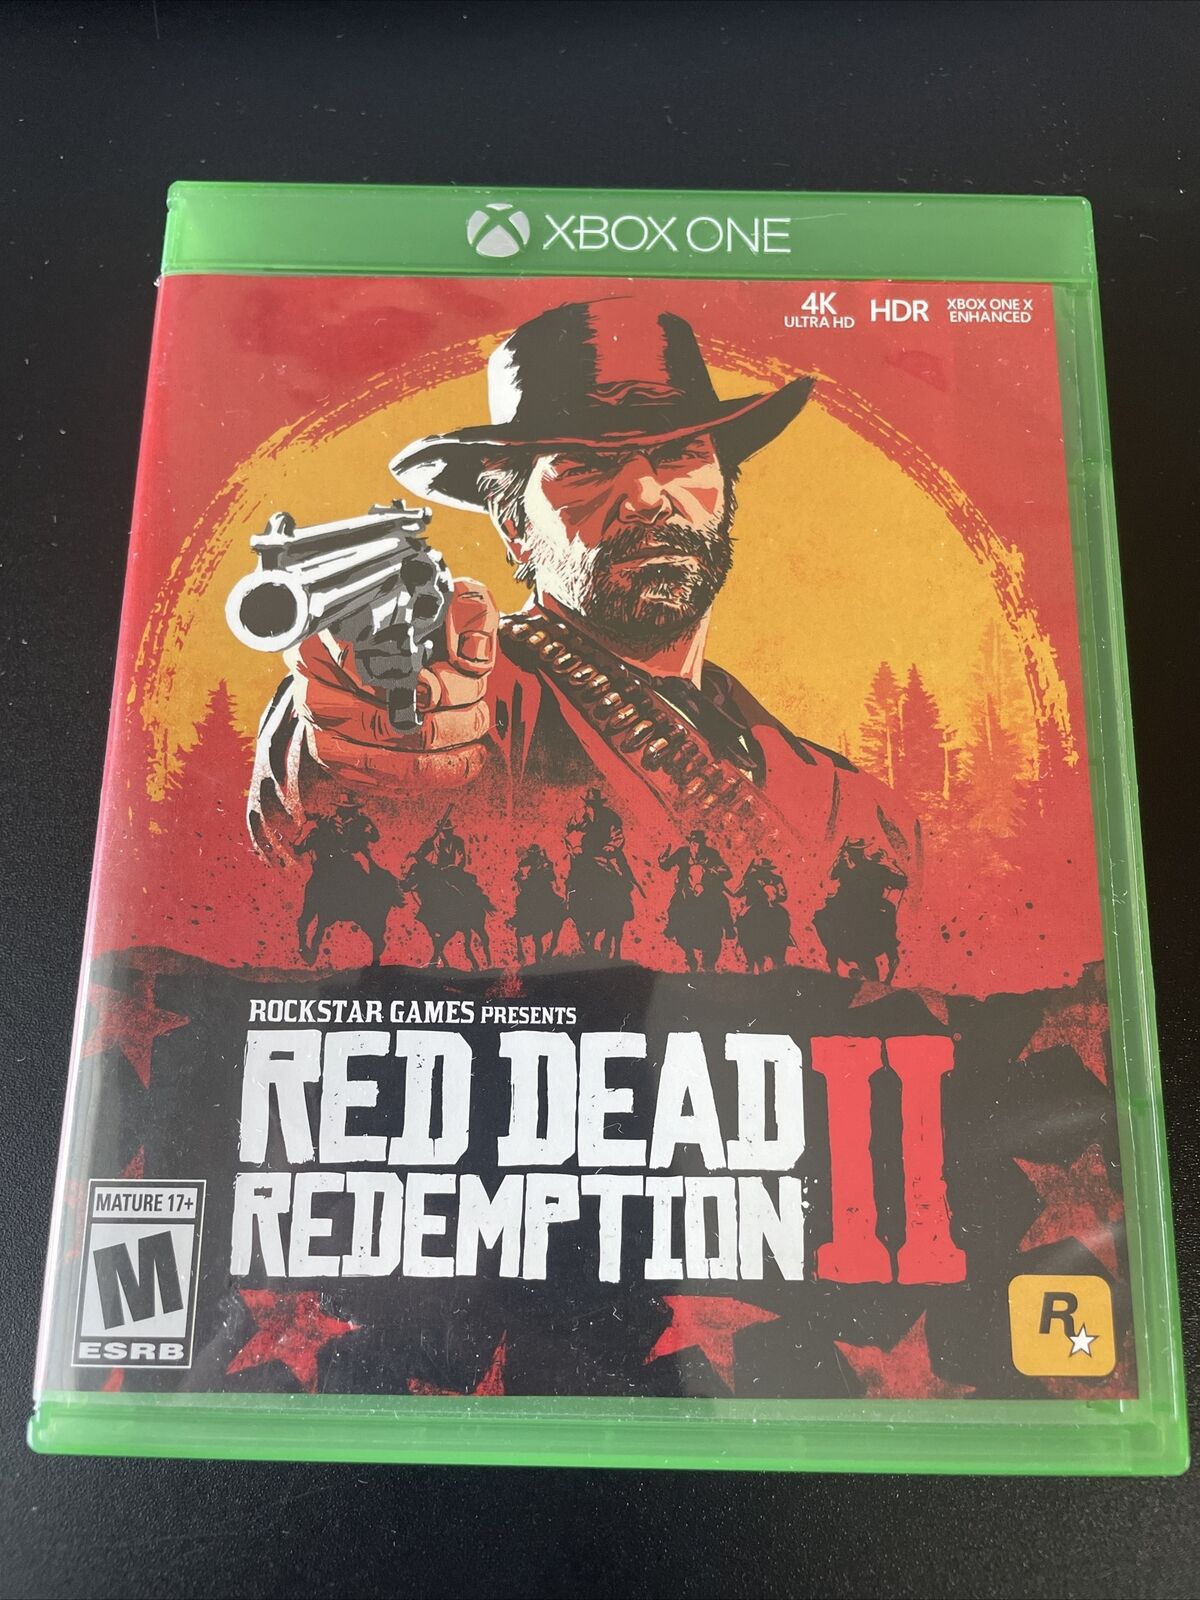 XBOX ONE
4K
ULTRA HD
HDR
XBOX ONE X
ENHANCED
ROCKSTAR GAMES PRESENTS
RED DEAD
REDEMPTION
II
MATURE 17+
M
ESRB
R